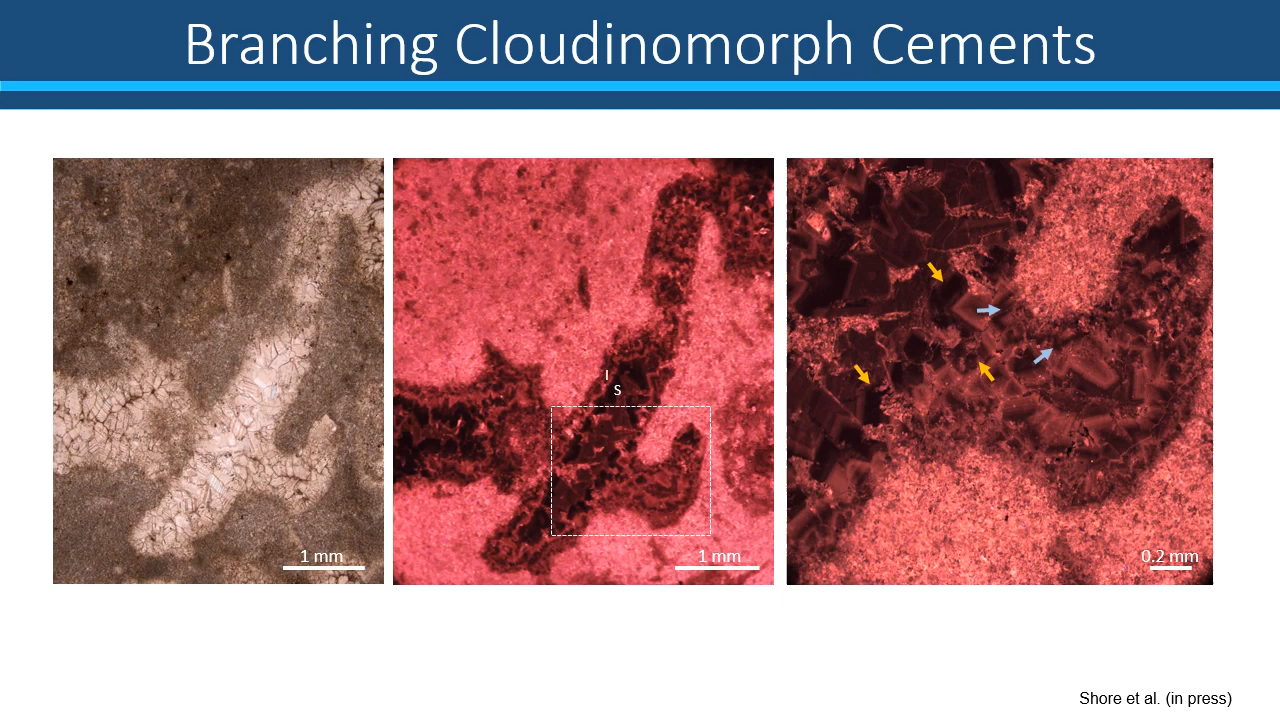 Branching Cloudinomorph Cements
I
S
1 mm
1 mm
0.2 mm
Shore et al. (in press)